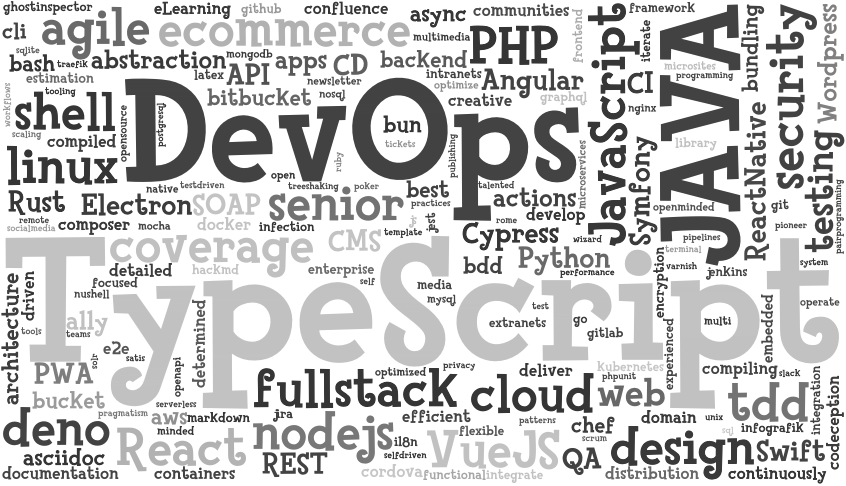 ghostinspector
eLearning
github
confluence
async
communities
framework
cli
agile
ecommerce
multimedia
PHP
frontend
iterate
JavaScript
JAVA
bundling
security
Wordpress
sqlite
bash
traefik
abstraction
mongodb
apps
CD
backend
microsites
programming
estimation
latex
API
newsletter
intranets
optimize
Angular
CI
tooling
workflows
bitbucket
nosql
creative
graphql
nginx
shell
DevOps
bun
tickets
opensource
postgresql
scaling
compiled
ruby
publishing
microservices
Symfony
library
ReactNative
testing
linux
open
native
testdriven
treeshaking
poker
best
practices
talented
actions
pairprogramming
Rust
Electron
SOAP
senior
develop
rome
openminded
git
pioneer
remote
socialmedia
composer
mocha
docker
infection
js
jest
template
Cypress
wizard
pipelines
terminal
coverage
CMS
Python
encryption
varnish
jenkins
system
detailed
hackmd
enterprise
self
bdd
performance
TypeScript
focused
nushell
media
mysql
architecture
driven
tools
ally
teams
determined
test
extranets
go
gitlab
multi
embedded
operate
experienced
solr
e2e
satis
openapi
privacy
PWA
optimized
deliver
Kubernetes
phpunit
compiling
slack
integration
bucket
serverless
fullstack
cloud
web
tdd
codeception
pragmatism
aws
markdown
jira
efficient
patterns
chef
domain
unix
deno
minded
React
nodejs
il8n
flexible
scrum
sql
infografik
VueJS
selfdriven
design
Swift
asciidoc
REST
QA
documentation
containers
cordova
functional
integrate
distribution
continuously